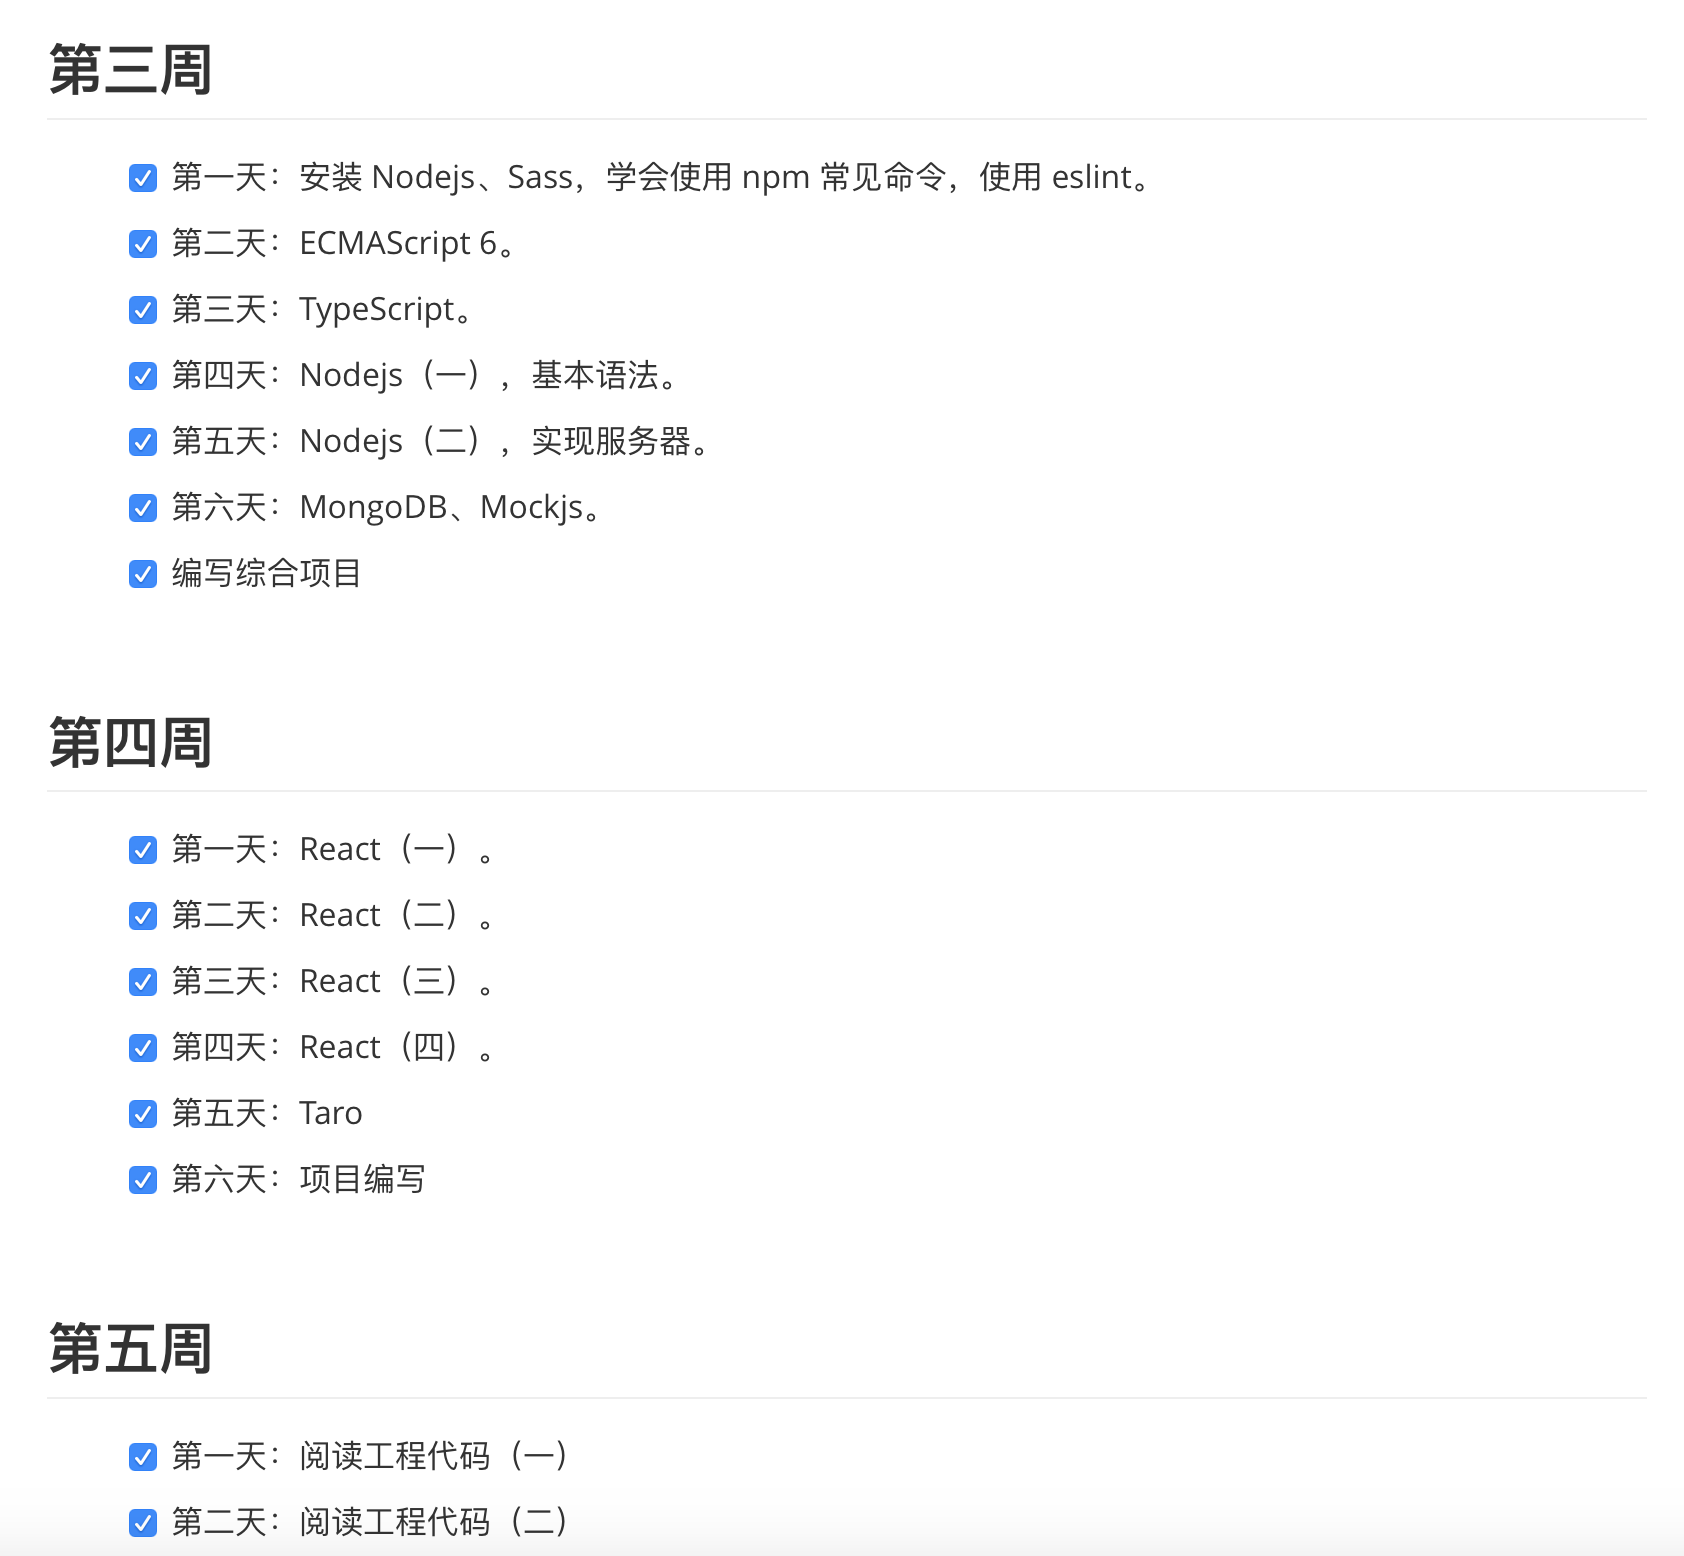 第三周
第一天：安装 Nodejs、Sass，学会使用 npm 常见命令，使用 eslint。
第二天：ECMAScript 6。
第三天：TypeScript。
第四天：Nodejs（一），基本语法。
第五天：Nodejs（二），实现服务器。
第六天：MongoDB、Mockjs。
编写综合项目
第四周
第一天：React（一）。
第二天：React（二）。
第三天：React（三）。
第四天：React（四）。
第五天：Taro
第六天：项目编写
第五周
第一天：阅读工程代码（一）
第二天：阅读工程代码（二）